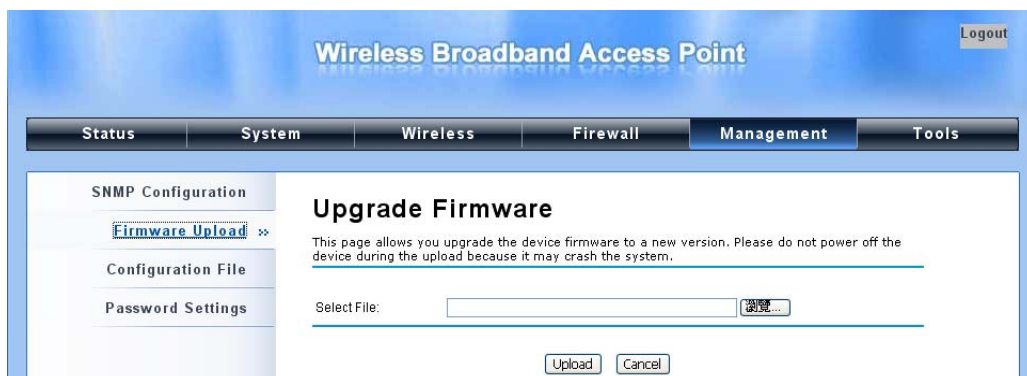 Logout
Wireless Broadband Access Point
Status System Wireless Firewall Management Tools
SNMP Configuration
Firmware Upload »
Configuration File
Password Settings
Upgrade Firmware
This page allows you upgrade the device firmware to a new version. Please do not power off the
device during the upload because it may crash the system.
Select File: 瀏覽...
Upload Cancel